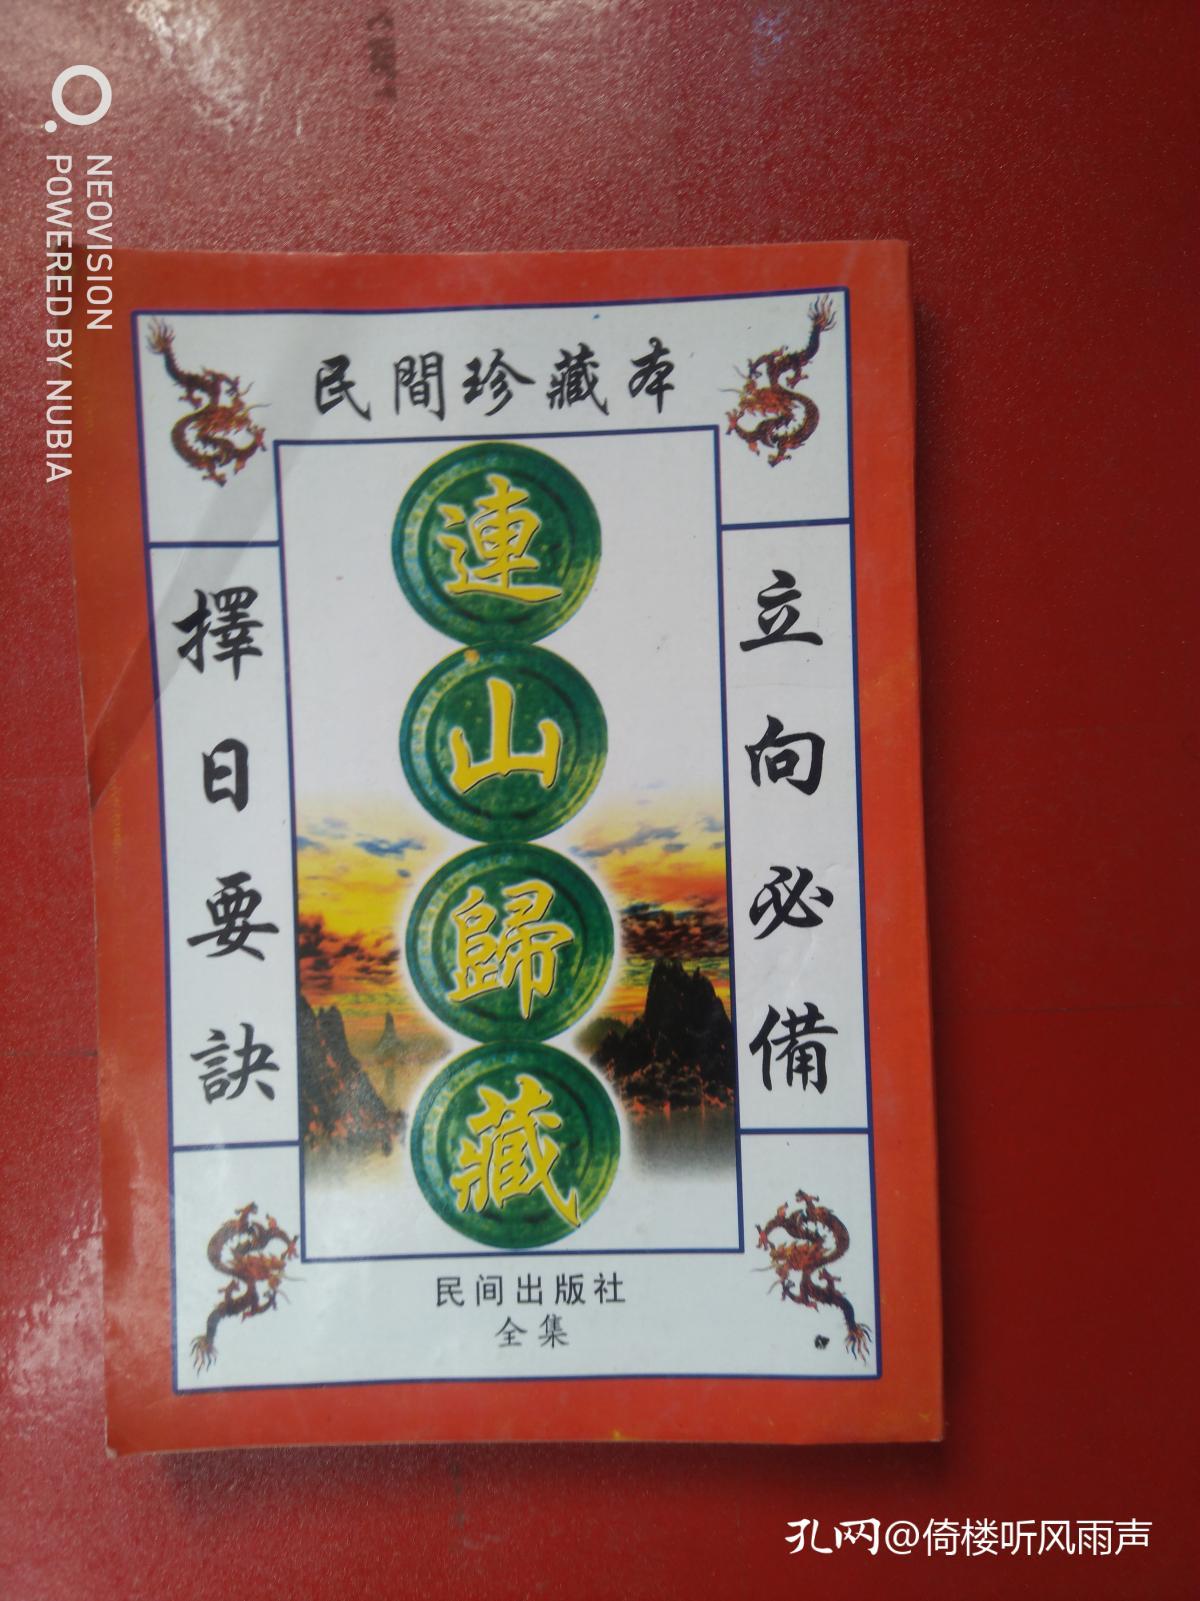 NEOVISION
POWERED BY NUBIA
民間珍藏本
立向必備
連山歸藏
擇日要訣
民间出版社
全集
孔网@倚楼听风雨声